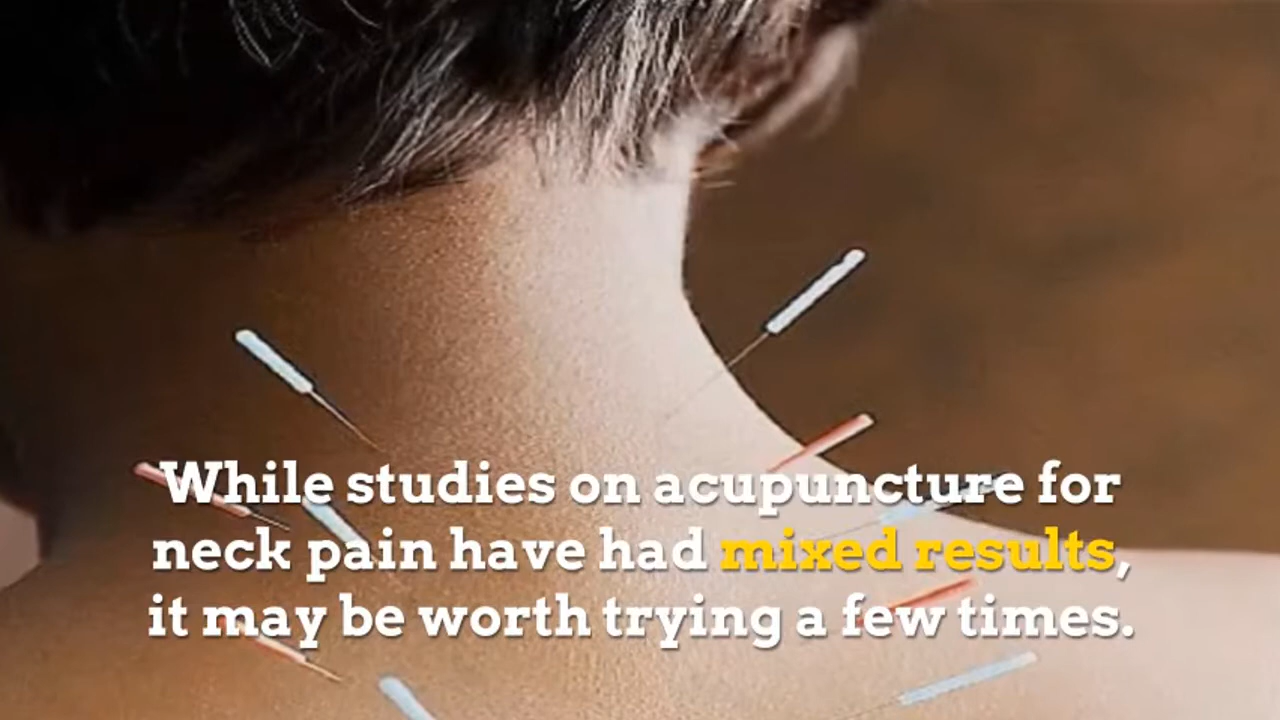 While studies on acupuncture for
neck pain have had mixed results,
it may be worth trying a few times.